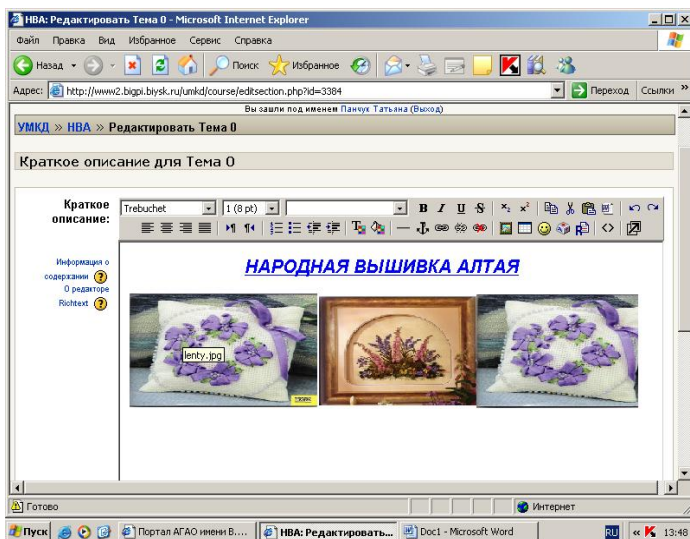 НВА: Редактировать Тема 0 - Microsoft Internet Explorer
Файл Правка Вид Избранное Сервис Справка
Назад Поиск Избранное
Адрес: http://www2.bigpi.biysk.ru/umkd/course/editsection.php?id=3384 Переход Ссылки »
Вы зашли под именем Панчук Татьяна (Выход)
УМКД » НВА » Редактировать Тема 0
Краткое описание для Тема 0
Краткое описание:
Trebuchet 1 (8 pt) B I U S x₂ x²
Информация о содержании
О редакторе Richtext
НАРОДНАЯ ВЫШИВКА АЛТАЯ
lenty.jpg
Готово Интернет
Пуск Портал АГАО имени В.... НВА: Редактировать... Doc1 - Microsoft Word RU « 13:48